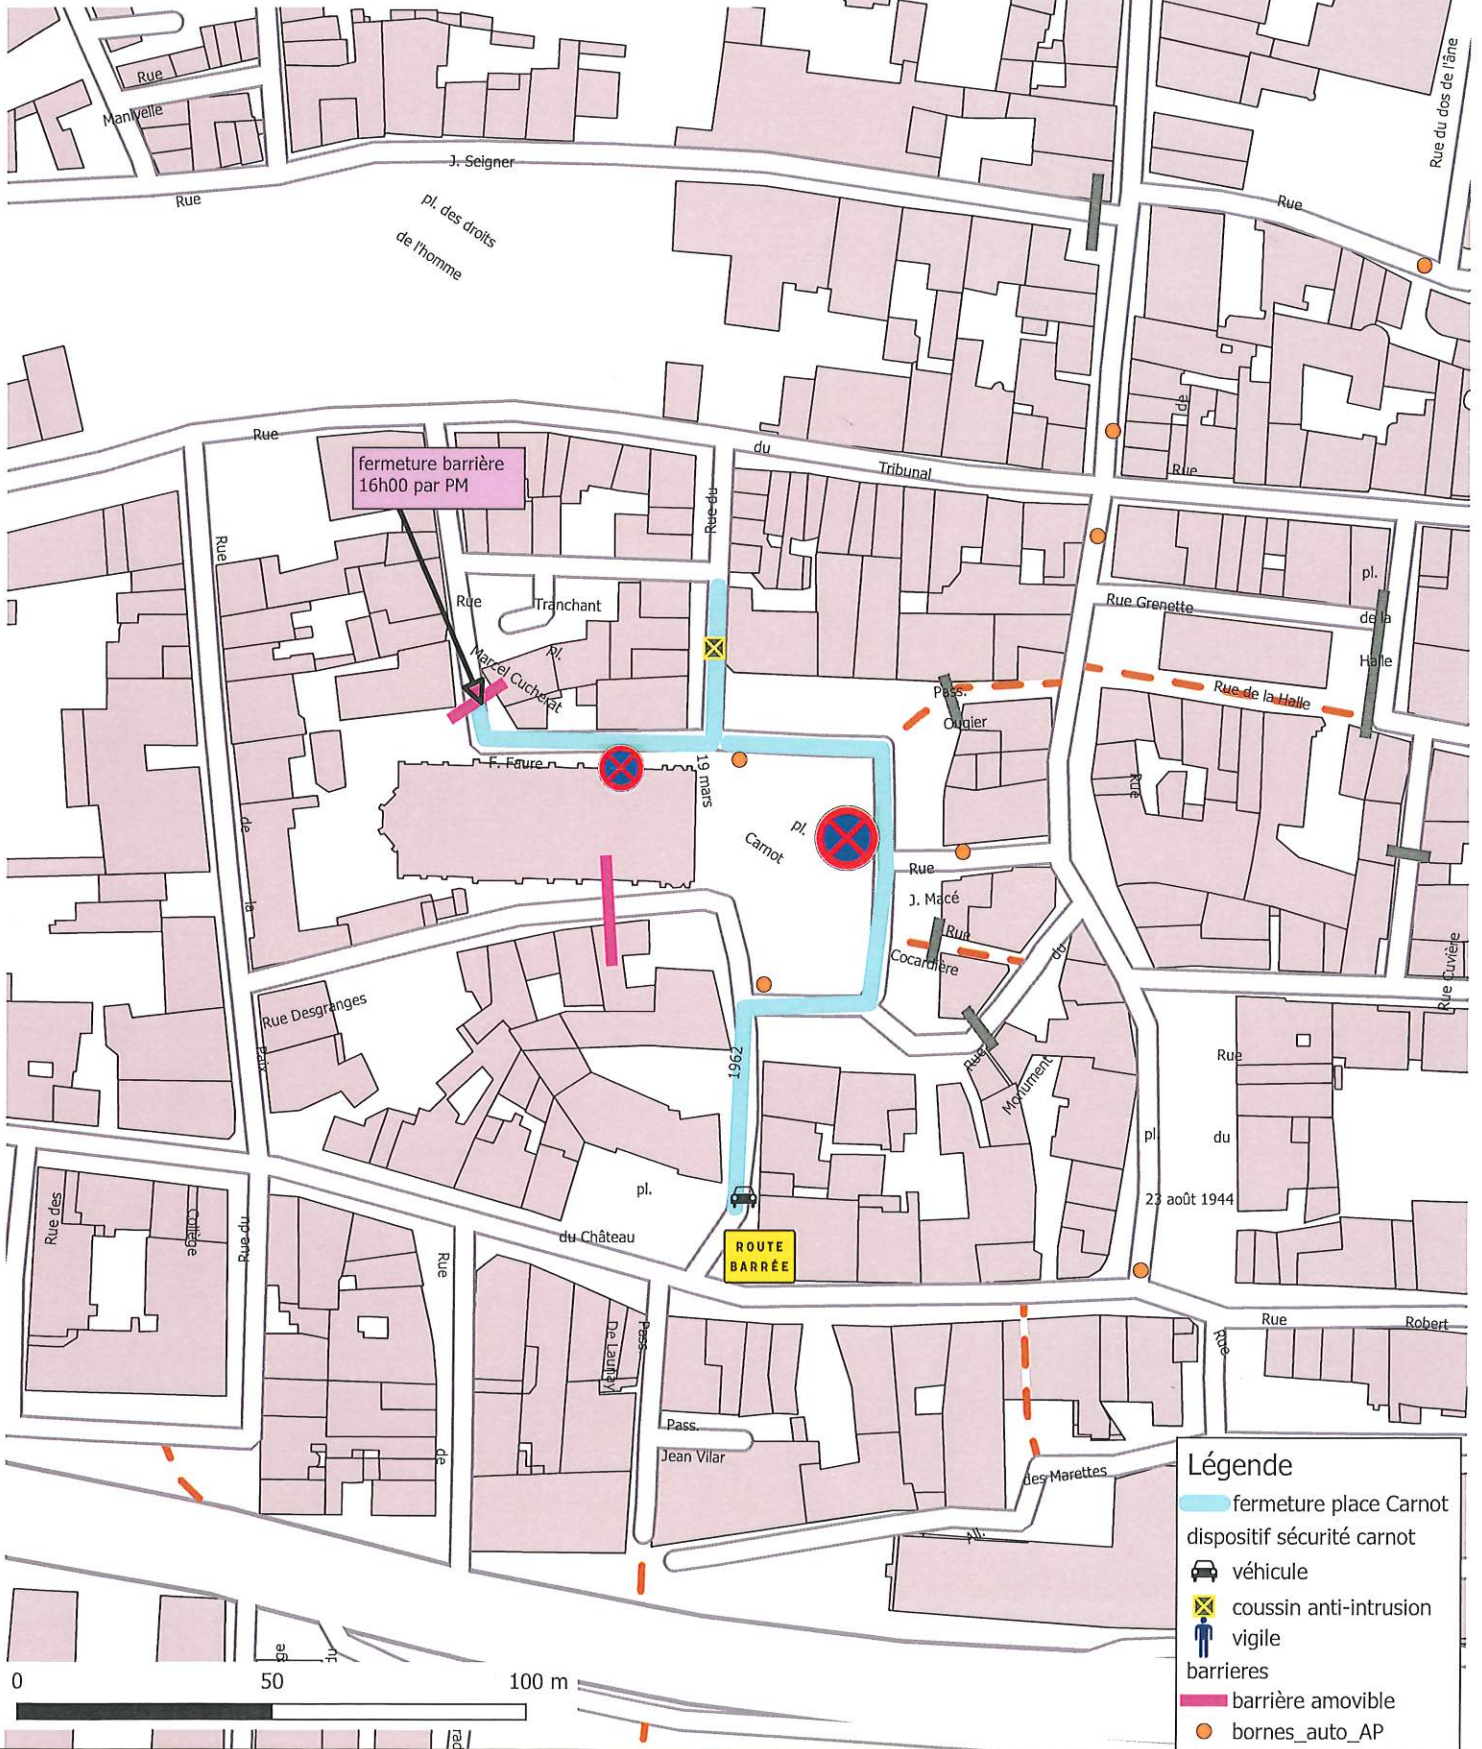 Rue
Manivelle
J. Seigner
Rue
pl. des droits
de l'homme
Rue du dos de l'âne
Rue
Rue
du
Tribunal
de
Rue
fermeture barrière
16h00 par PM
Rue du
Rue
Rue
Tranchant
pl.
Marcel Cucherat
Rue Grenette
pl.
de la
Halle
Rue de la Halle
Pass.
Ougier
F. Faure
19 mars
pl.
Carnot
Rue
de
la
Paix
Rue
J. Macé
Rue
Cocardière
du
Rue Cuvière
Rue Desgranges
1962
Rue
Monument
Rue
pl.
du
23 août 1944
pl.
du Château
ROUTE
BARRÉE
Rue des
Collège
Rue du
Rue
de
De Launay
Pass.
Pass.
Jean Vilar
Rue
Robert
Rue
des Marettes
All.
Légende
fermeture place Carnot
dispositif sécurité carnot
véhicule
coussin anti-intrusion
vigile
barrieres
barrière amovible
bornes_auto_AP
0 50 100 m